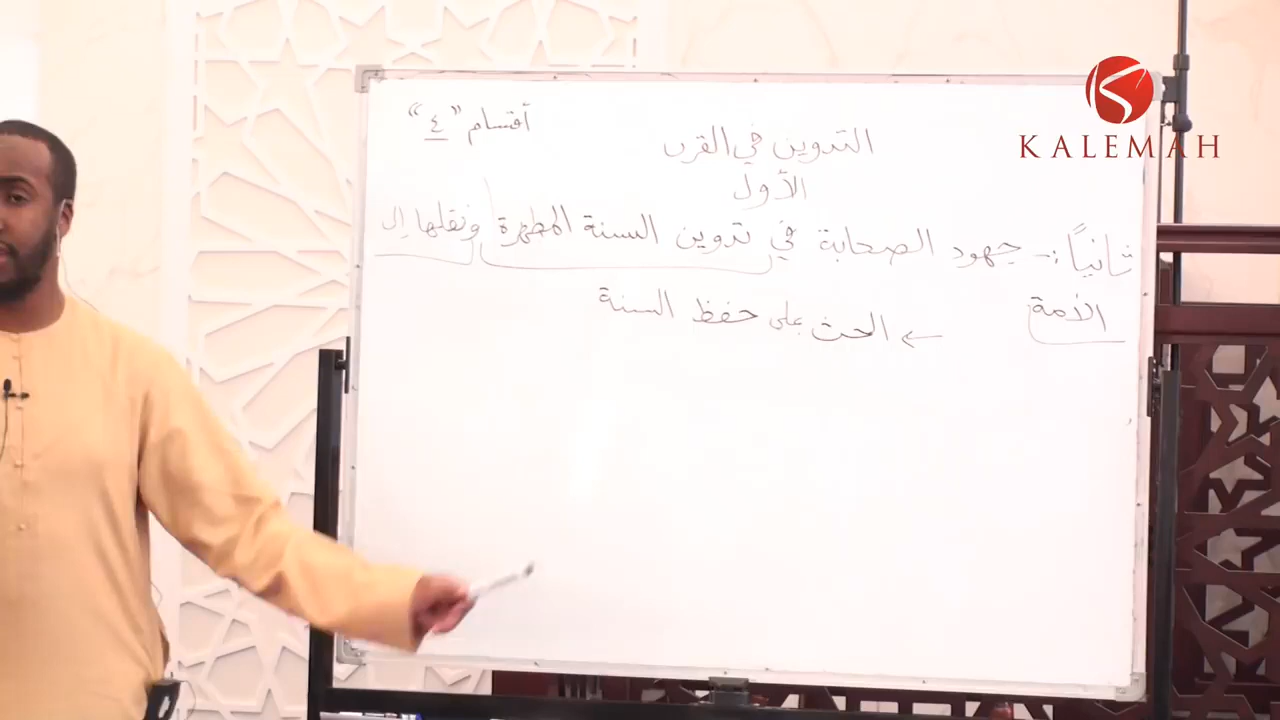 أقسام "٤"
التدوين في القرن
الأول
ثانياً :- جهود الصحابة في تدوين السنة المطهرة ونقلها إلى
الأمة
← الحث على حفظ السنة
KALEMAH